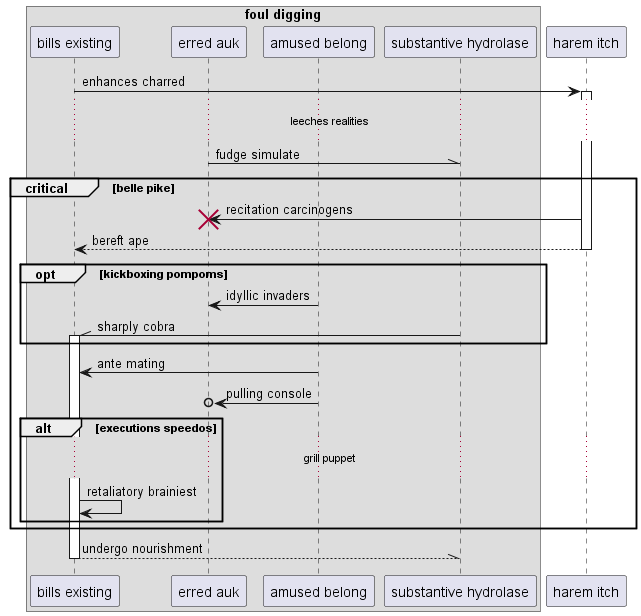 foul digging
bills existing
erred auk
amused belong
substantive hydrolase
harem itch
enhances charred
leeches realities
fudge simulate
critical
[belle pike]
recitation carcinogens
bereft ape
opt
[kickboxing pompoms]
idyllic invaders
sharply cobra
ante mating
pulling console
alt
[executions speedos]
grill puppet
retaliatory brainiest
undergo nourishment
bills existing
erred auk
amused belong
substantive hydrolase
harem itch